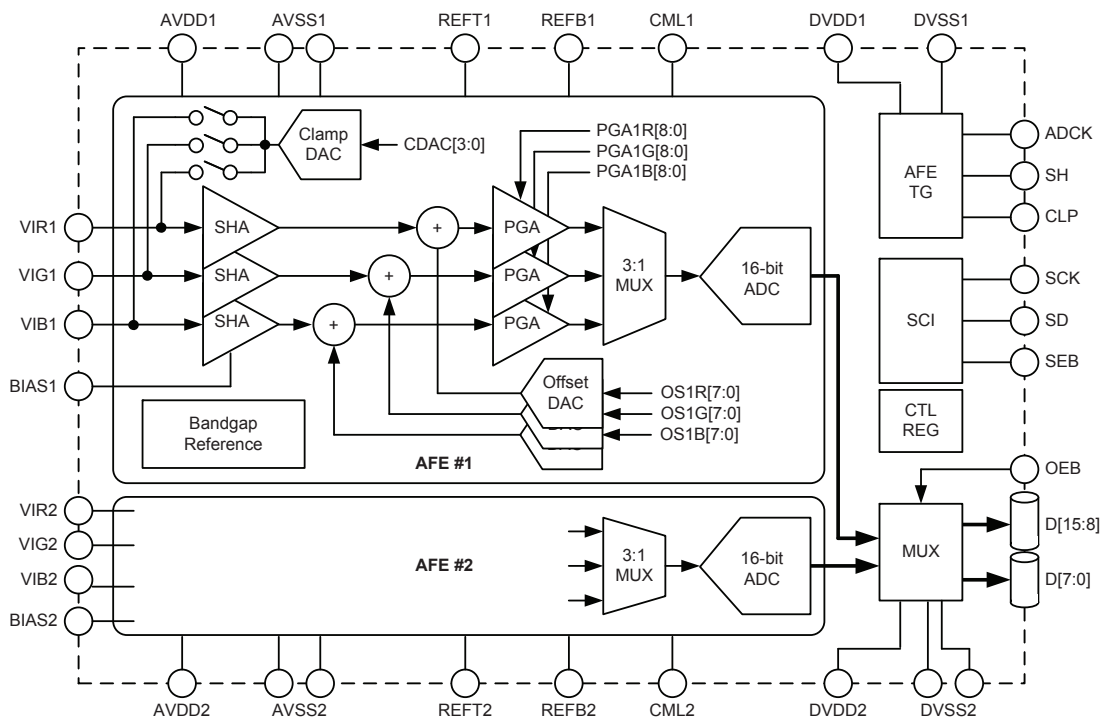 AVDD1 AVSS1 REFT1 REFB1 CML1 DVDD1 DVSS1
Clamp
DAC
CDAC[3:0]
PGA1R[8:0]
PGA1G[8:0]
PGA1B[8:0]
AFE
TG
ADCK
SH
CLP
VIR1
VIG1
VIB1
BIAS1
SHA
SHA
SHA
+
+
+
PGA
PGA
PGA
3:1
MUX
16-bit
ADC
SCI
SCK
SD
SEB
Offset
DAC
OS1R[7:0]
OS1G[7:0]
OS1B[7:0]
Bandgap
Reference
AFE #1
CTL
REG
OEB
VIR2
VIG2
VIB2
BIAS2
AFE #2
3:1
MUX
16-bit
ADC
MUX
D[15:8]
D[7:0]
AVDD2 AVSS2 REFT2 REFB2 CML2 DVDD2 DVSS2